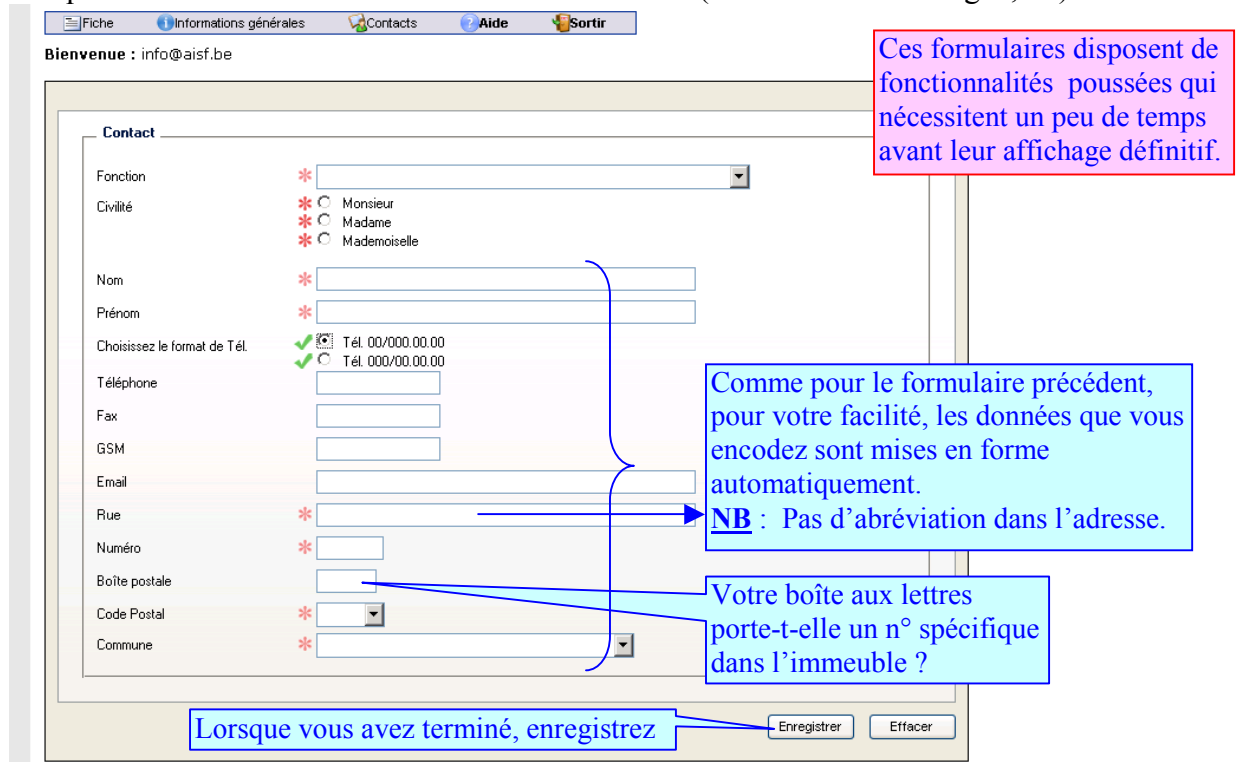 Fiche Informations générales Contacts Aide Sortir
Bienvenue : info@aisf.be
Ces formulaires disposent de
fonctionnalités poussées qui
nécessitent un peu de temps
avant leur affichage définitif.
Contact
Fonction *
Civilité * Monsieur
* Madame
* Mademoiselle
Nom *
Prénom *
Choisissez le format de Tél. Tél. 00/000.00.00
Tél. 000/00.00.00
Téléphone
Fax
GSM
Email
Rue *
Numéro *
Boîte postale
Code Postal *
Commune *
Comme pour le formulaire précédent,
pour votre facilité, les données que vous
encodez sont mises en forme
automatiquement.
NB : Pas d’abréviation dans l’adresse.
Votre boîte aux lettres
porte-t-elle un n° spécifique
dans l’immeuble ?
Lorsque vous avez terminé, enregistrez
Enregistrer Effacer